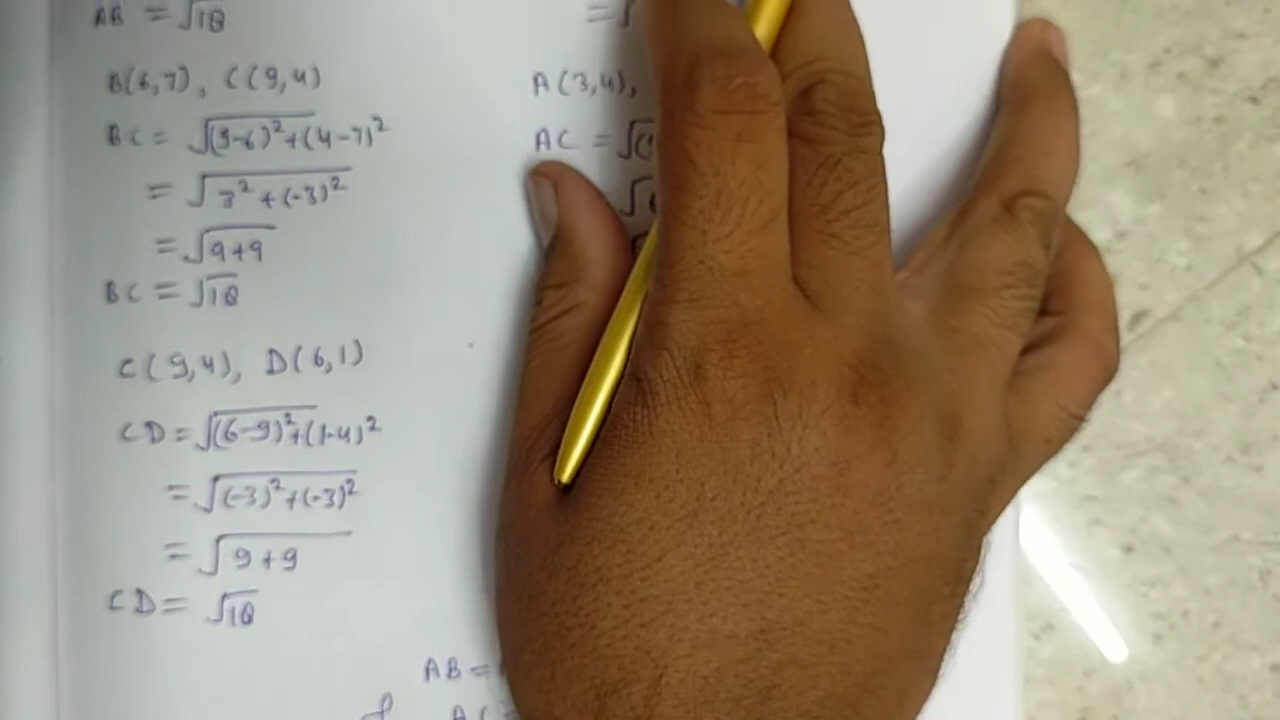 AB = √18
B(6,7), C(9,4)
BC = √(9-6)²+(4-7)²
= √3²+(-3)²
= √9+9
BC = √18
C(9,4), D(6,1)
CD = √(6-9)²+(1-4)²
= √(-3)²+(-3)²
= √9+9
CD = √18
= √
A(3,4),
AC = √(
√6
AB =
AC =